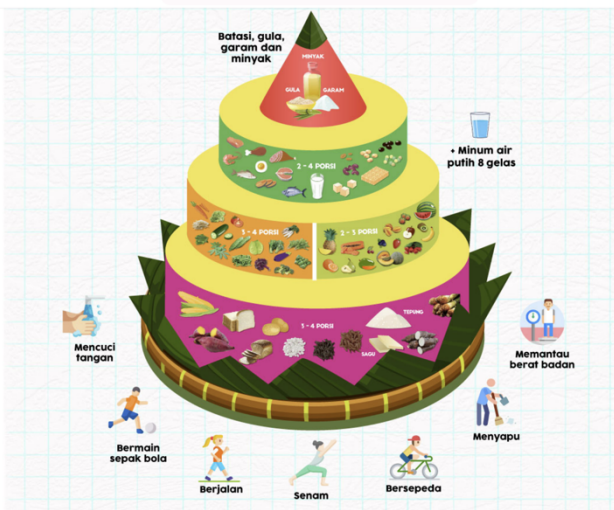 Batasi, gula,
garam dan
minyak
MINYAK
GULA
GARAM
+ Minum air
putih 8 gelas
2 - 4 PORSI
3 - 4 PORSI
2 - 3 PORSI
3 - 4 PORSI
TEPUNG
SAGU
Mencuci
tangan
Memantau
berat badan
Bermain
sepak bola
Menyapu
Berjalan
Senam
Bersepeda